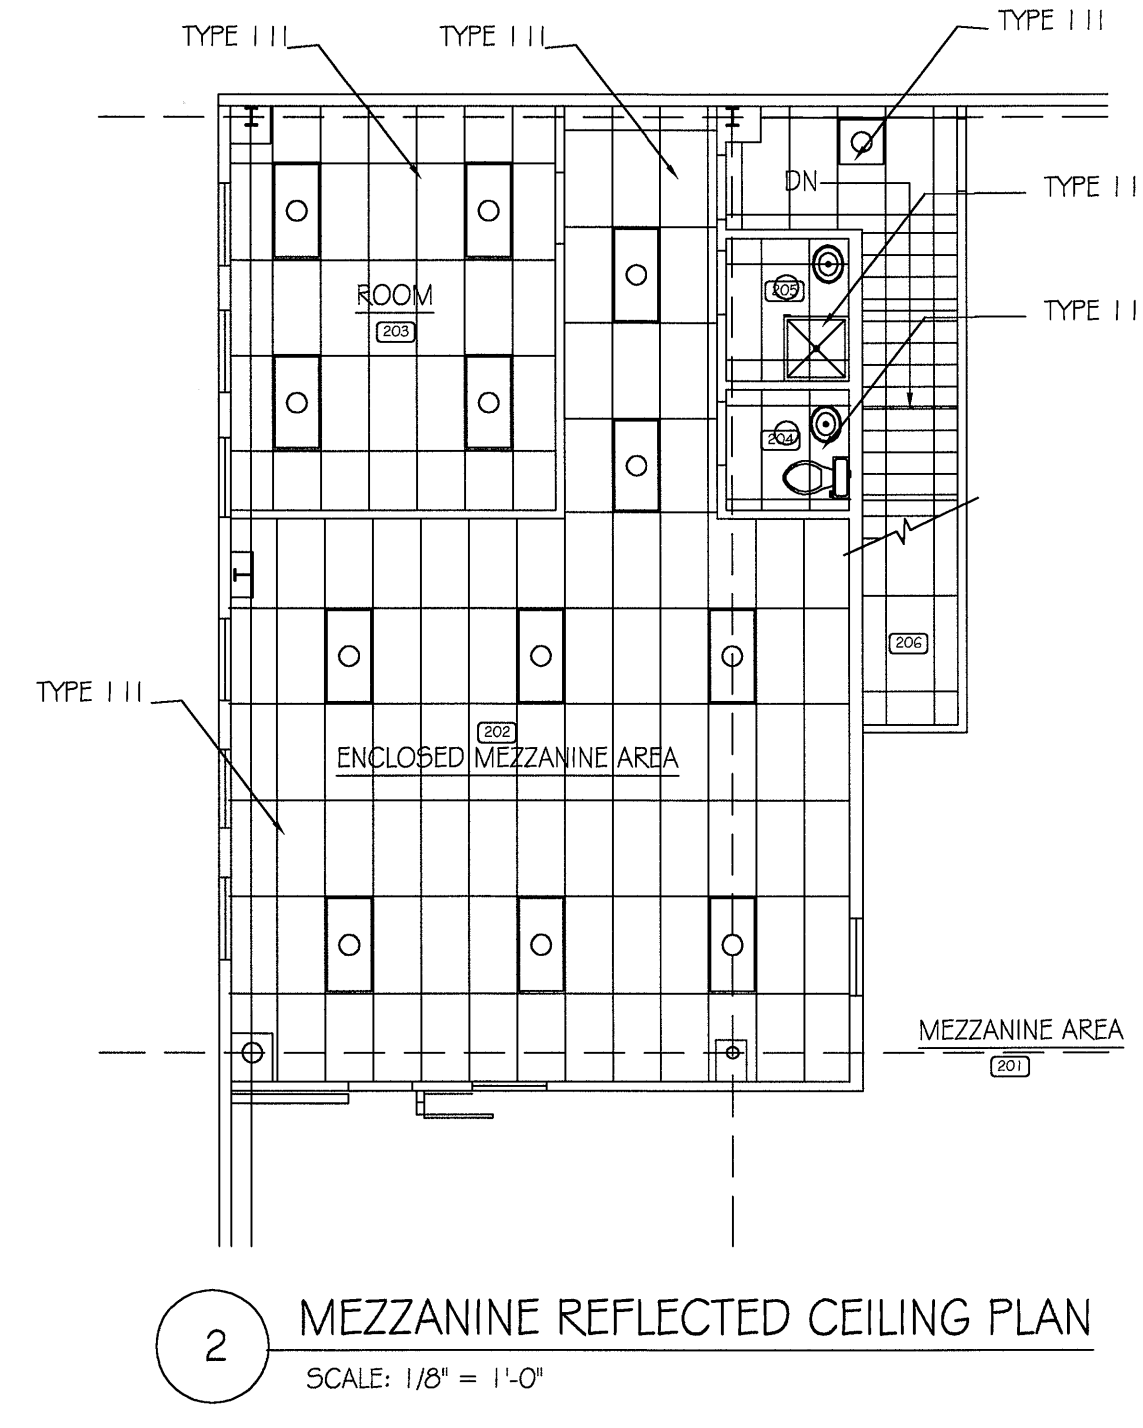 TYPE III
TYPE III
TYPE III
DN
TYPE II
205
ROOM
203
TYPE II
204
206
TYPE III
202
ENCLOSED MEZZANINE AREA
MEZZANINE AREA
201
2
MEZZANINE REFLECTED CEILING PLAN
SCALE: 1/8" = 1'-0"